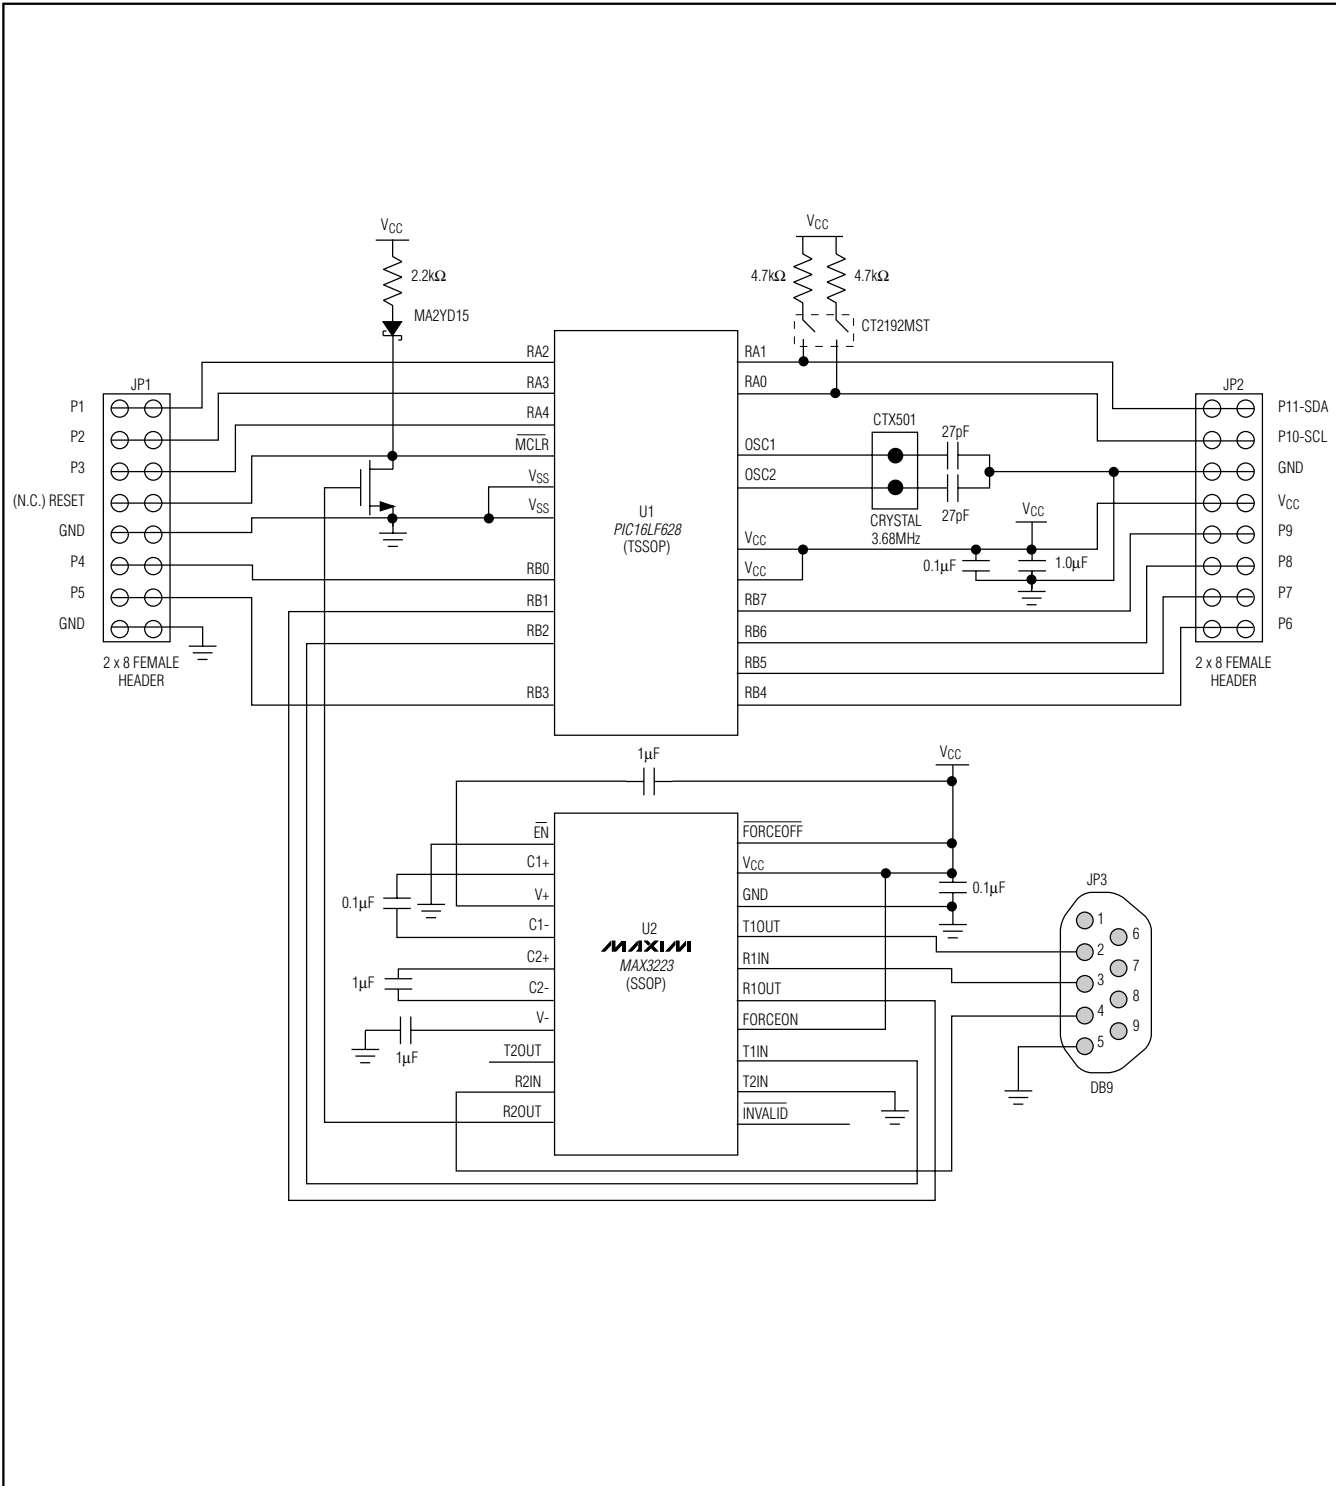 VCC
2.2kΩ
MA2YD15
VCC
4.7kΩ
4.7kΩ
CT2192MST
JP1
P1
P2
P3
(N.C.) RESET
GND
P4
P5
GND
2 x 8 FEMALE
HEADER
RA2
RA3
RA4
MCLR
VSS
VSS
RB0
RB1
RB2
RB3
U1
PIC16LF628
(TSSOP)
RA1
RA0
OSC1
OSC2
VCC
VCC
RB7
RB6
RB5
RB4
CTX501
CRYSTAL
3.68MHz
27pF
27pF
VCC
0.1µF
1.0µF
JP2
P11-SDA
P10-SCL
GND
VCC
P9
P8
P7
P6
2 x 8 FEMALE
HEADER
1µF
VCC
EN
C1+
V+
C1-
C2+
C2-
V-
T2OUT
R2IN
R2OUT
0.1µF
1µF
1µF
U2
MAXIM
MAX3223
(SSOP)
FORCEOFF
VCC
GND
T1OUT
R1IN
R1OUT
FORCEON
T1IN
T2IN
INVALID
0.1µF
JP3
1
6
2
7
3
8
4
9
5
DB9